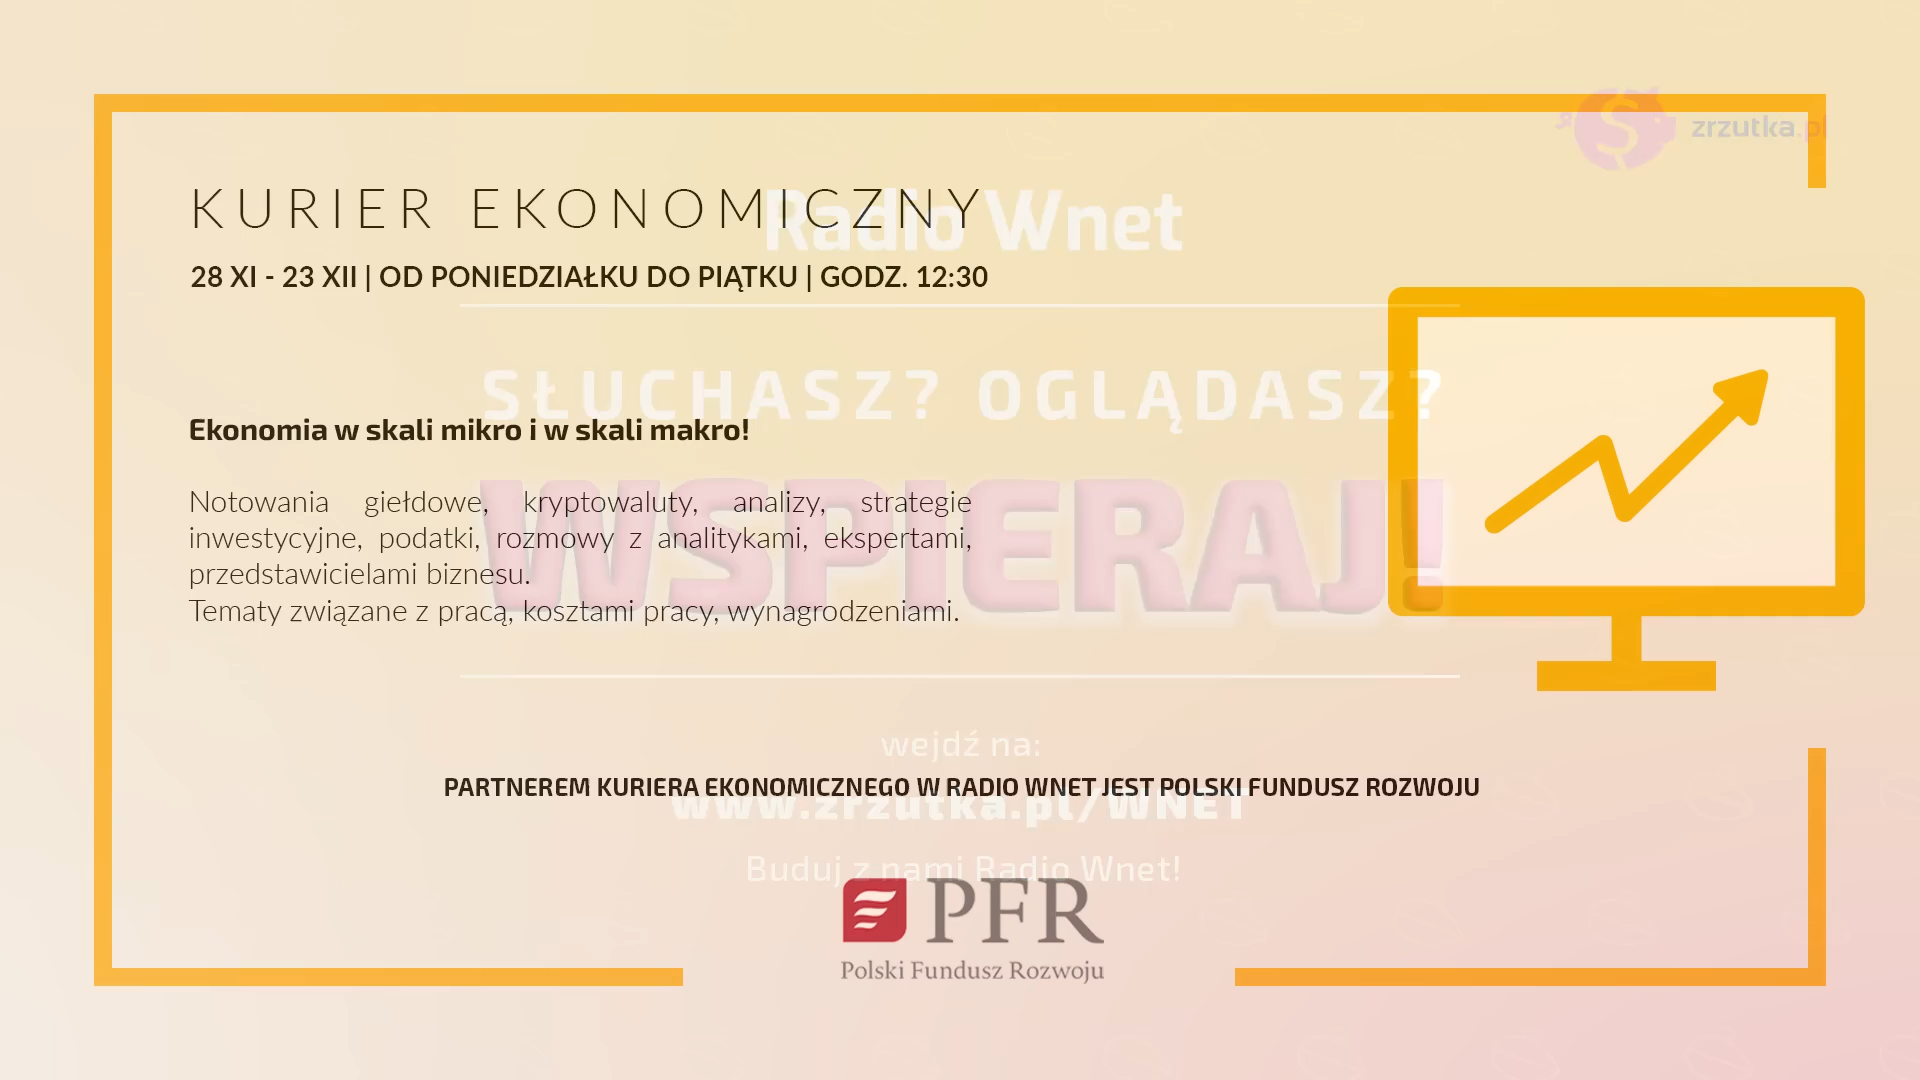 zrzutka.pl
KURIER EKONOMICZNY
Radio Wnet
28 XI - 23 XII | OD PONIEDZIAŁKU DO PIĄTKU | GODZ. 12:30
SŁUCHASZ? OGLĄDASZ?
Ekonomia w skali mikro i w skali makro!
WSPIERAJ!
Notowania giełdowe, kryptowaluty, analizy, strategie
inwestycyjne, podatki, rozmowy z analitykami, ekspertami,
przedstawicielami biznesu.
Tematy związane z pracą, kosztami pracy, wynagrodzeniami.
wejdź na:
PARTNEREM KURIERA EKONOMICZNEGO W RADIO WNET JEST POLSKI FUNDUSZ ROZWOJU
www.zrzutka.pl/WNET
Buduj z nami Radio Wnet!
PFR
Polski Fundusz Rozwoju